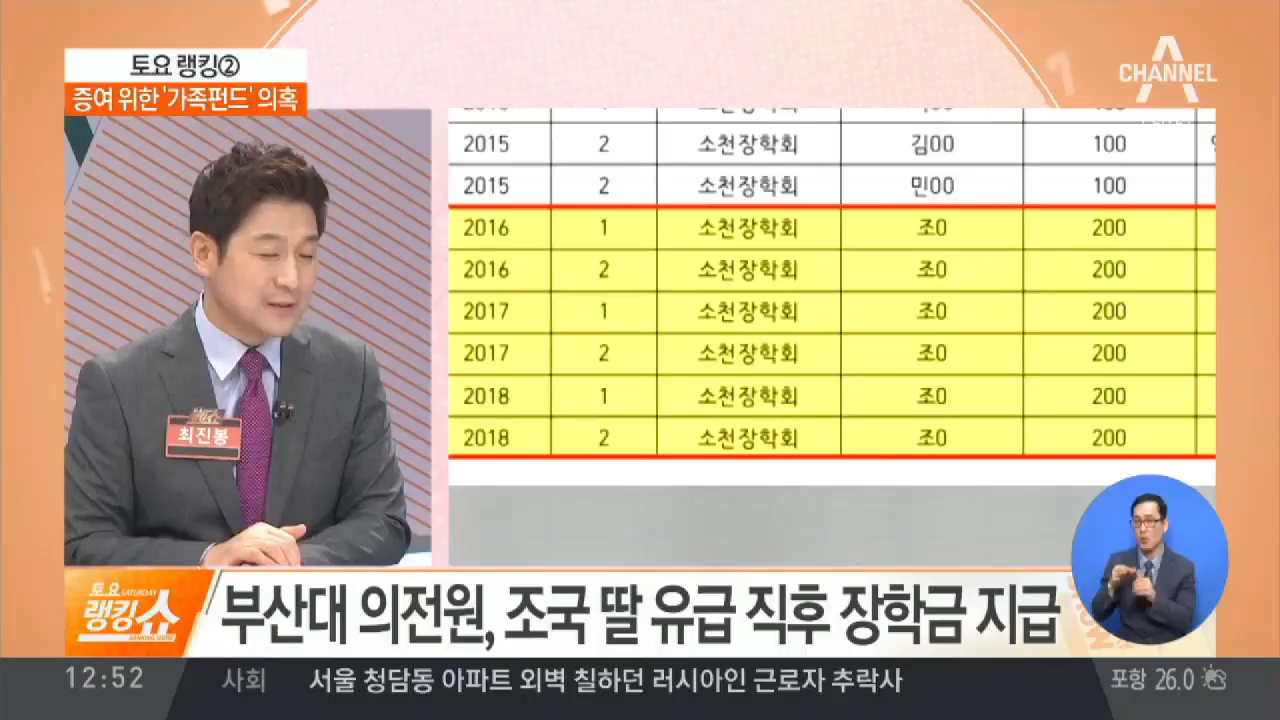 토요 랭킹②
증여 위한 '가족펀드' 의혹
CHANNEL A
2015 2 소천장학회 김00 100
2015 2 소천장학회 민00 100
2016 1 소천장학회 조0 200
2016 2 소천장학회 조0 200
2017 1 소천장학회 조0 200
2017 2 소천장학회 조0 200
2018 1 소천장학회 조0 200
2018 2 소천장학회 조0 200
최진봉
토요 SATURDAY
랭킹쇼
RANKING SHOW
부산대 의전원, 조국 딸 유급 직후 장학금 지급
12:52 사회 서울 청담동 아파트 외벽 칠하던 러시아인 근로자 추락사 포항 26.0